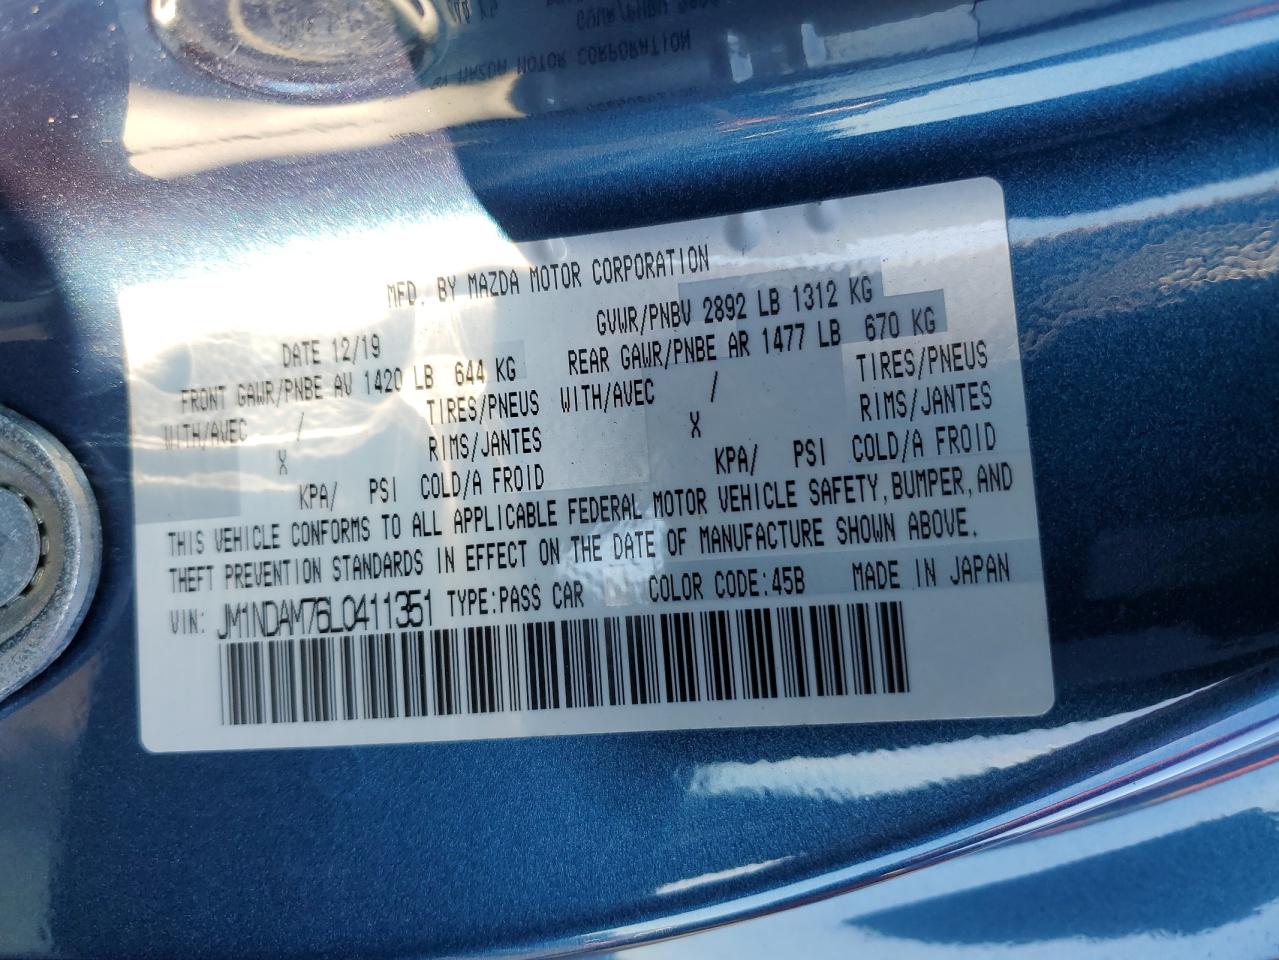 MFD. BY MAZDA MOTOR CORPORATION
DATE 12/19 GVWR/PNBV 2892 LB 1312 KG
FRONT GAWR/PNBE AV 1420 LB 644 KG REAR GAWR/PNBE AR 1477 LB 670 KG
WITH/AVEC / TIRES/PNEUS WITH/AVEC / TIRES/PNEUS
X RIMS/JANTES X RIMS/JANTES
KPA/ PSI COLD/A FROID KPA/ PSI COLD/A FROID
THIS VEHICLE CONFORMS TO ALL APPLICABLE FEDERAL MOTOR VEHICLE SAFETY, BUMPER, AND
THEFT PREVENTION STANDARDS IN EFFECT ON THE DATE OF MANUFACTURE SHOWN ABOVE.
VIN: JM1NDAM76L0411351 TYPE: PASS CAR COLOR CODE: 45B MADE IN JAPAN